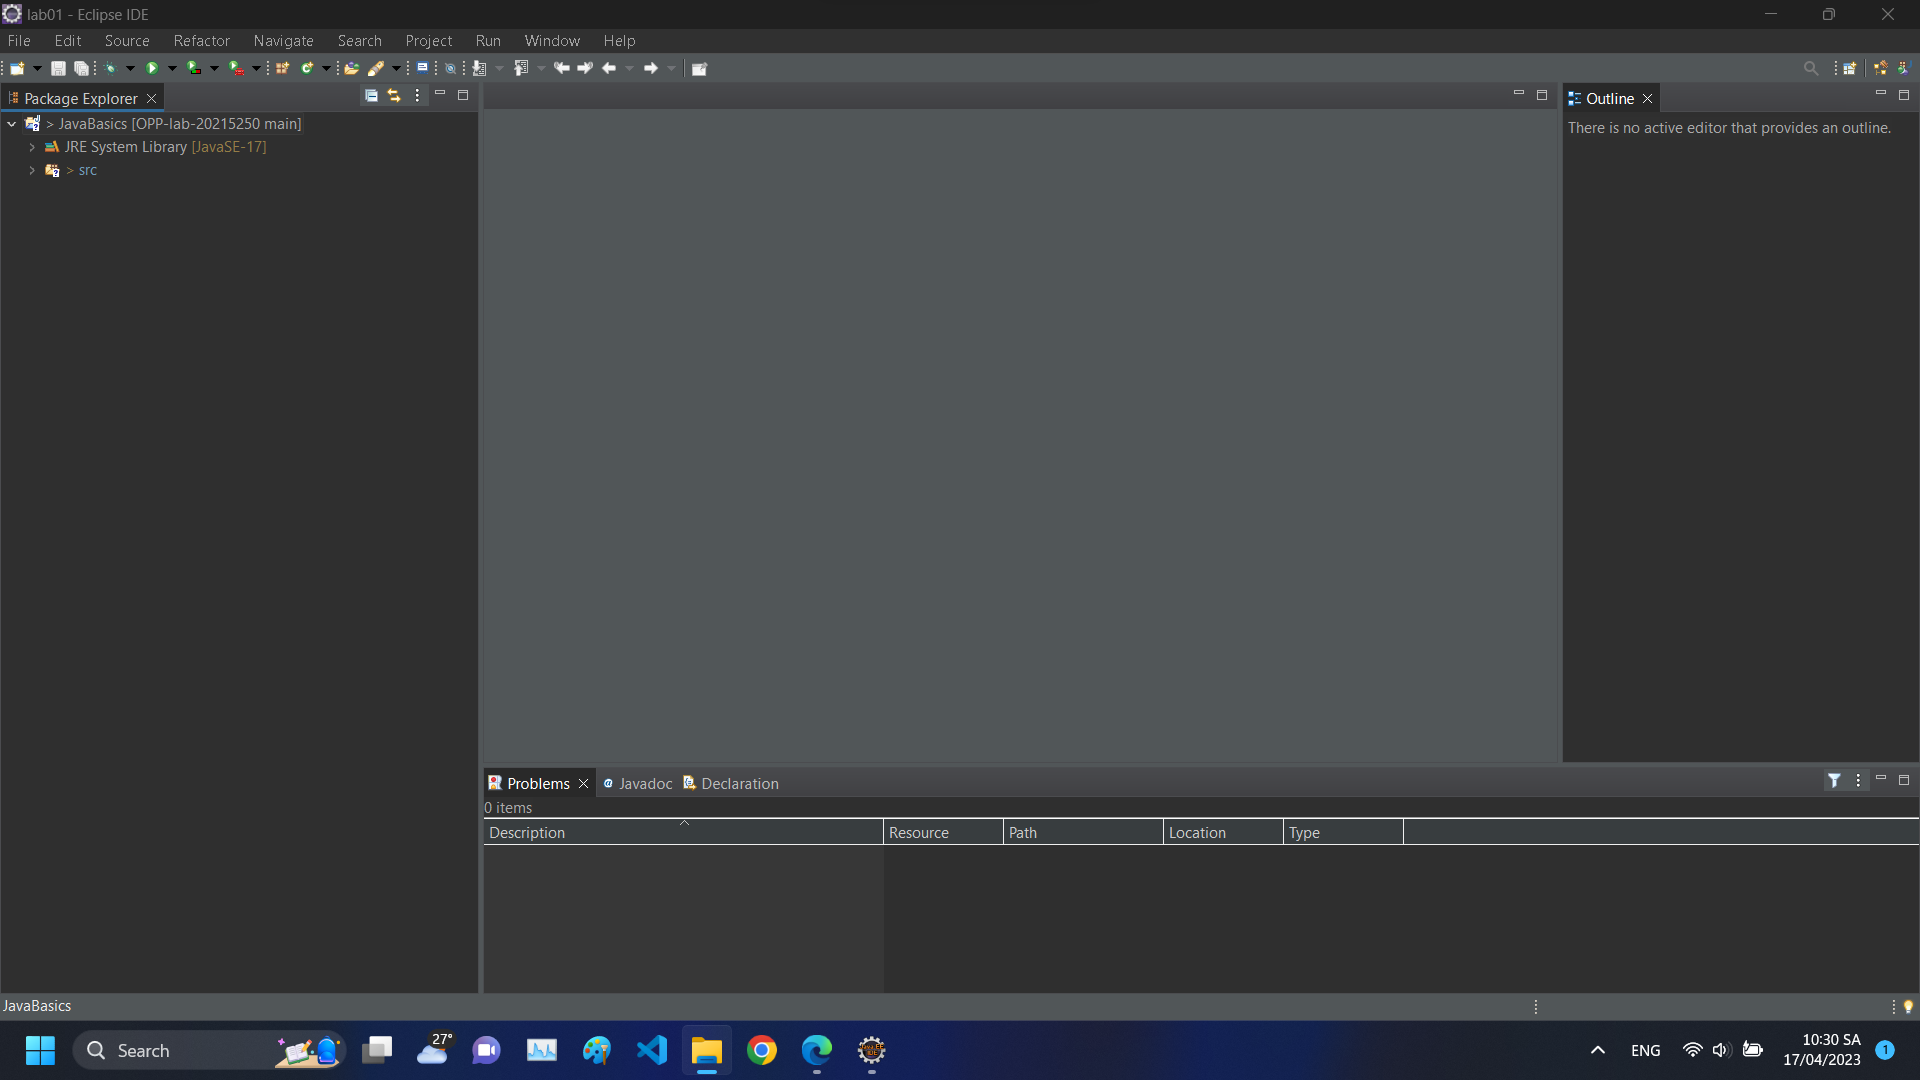 lab01 - Eclipse IDE
File Edit Source Refactor Navigate Search Project Run Window Help
Package Explorer
> JavaBasics [OPP-lab-20215250 main]
JRE System Library [JavaSE-17]
> src
Outline
There is no active editor that provides an outline.
Problems Javadoc Declaration
0 items
Description Resource Path Location Type
JavaBasics
Search
27°
ENG
10:30 SA
17/04/2023
1